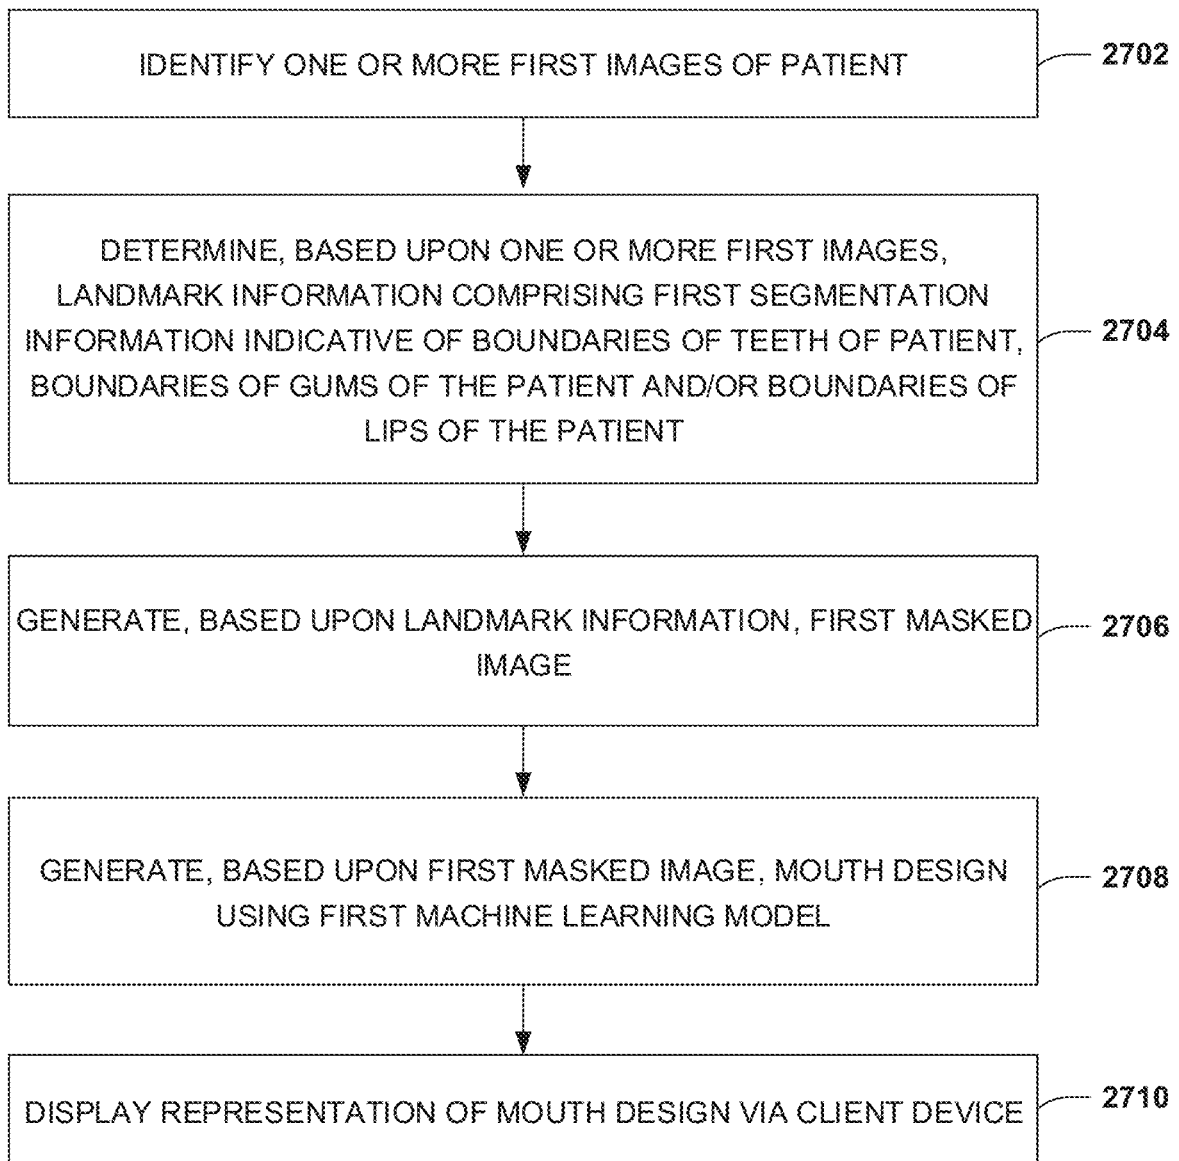 IDENTIFY ONE OR MORE FIRST IMAGES OF PATIENT
2702
DETERMINE, BASED UPON ONE OR MORE FIRST IMAGES,
LANDMARK INFORMATION COMPRISING FIRST SEGMENTATION
INFORMATION INDICATIVE OF BOUNDARIES OF TEETH OF PATIENT,
BOUNDARIES OF GUMS OF THE PATIENT AND/OR BOUNDARIES OF
LIPS OF THE PATIENT
2704
GENERATE, BASED UPON LANDMARK INFORMATION, FIRST MASKED
IMAGE
2706
GENERATE, BASED UPON FIRST MASKED IMAGE, MOUTH DESIGN
USING FIRST MACHINE LEARNING MODEL
2708
DISPLAY REPRESENTATION OF MOUTH DESIGN VIA CLIENT DEVICE
2710